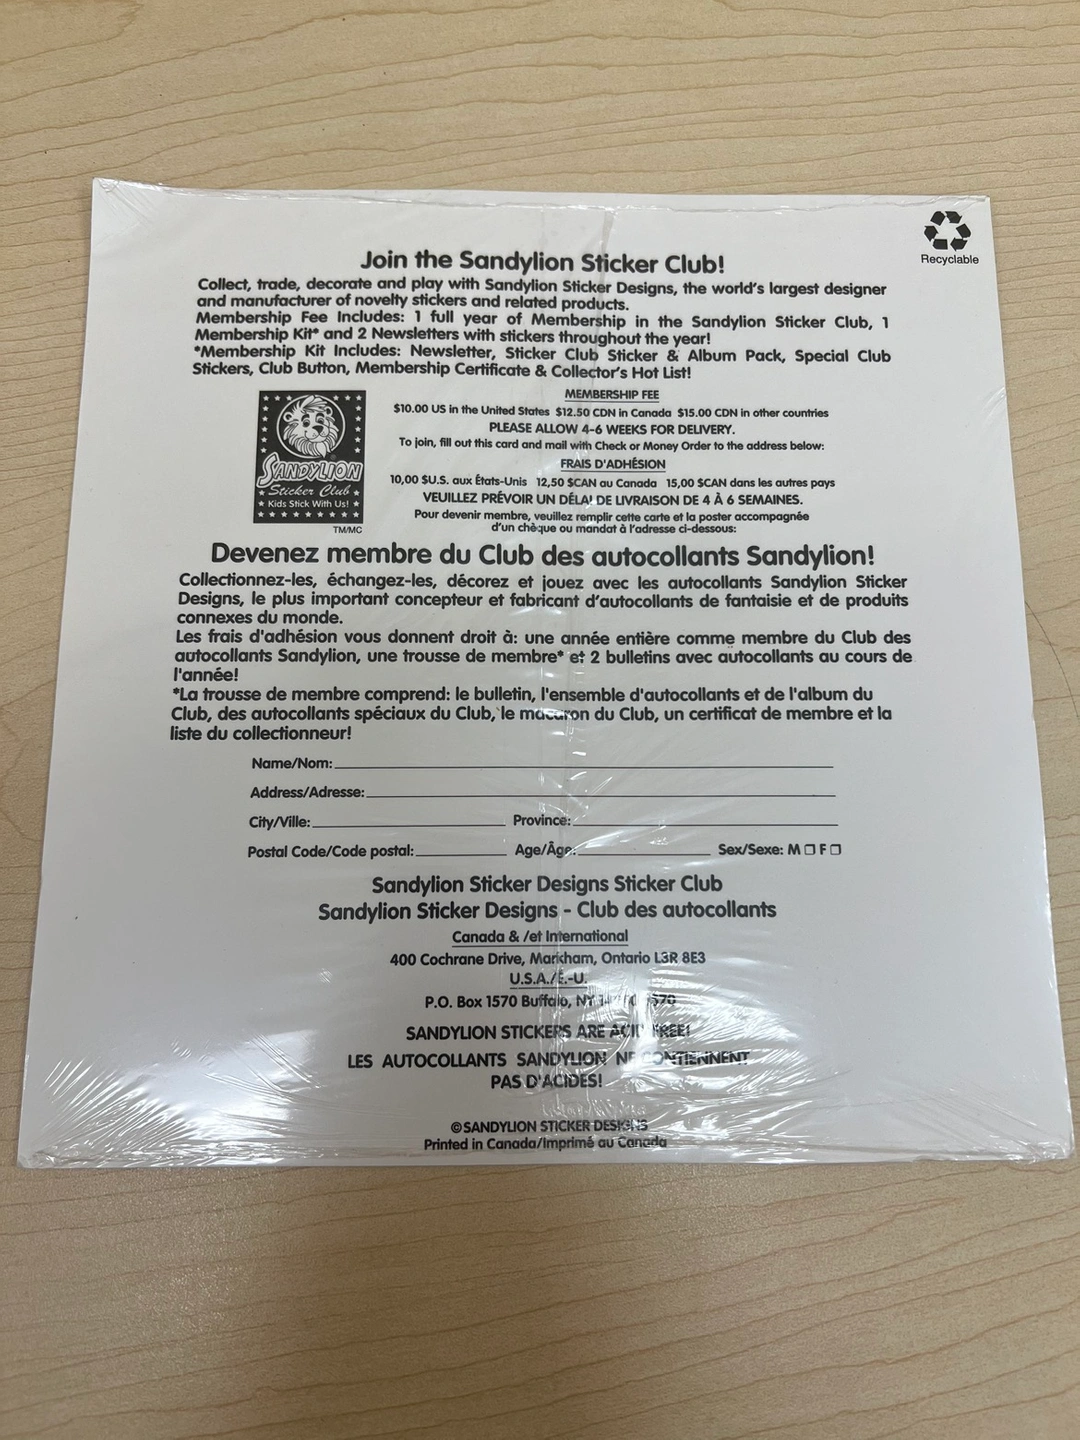 Recyclable
Join the Sandylion Sticker Club!
Collect, trade, decorate and play with Sandylion Sticker Designs, the world's largest designer
and manufacturer of novelty stickers and related products.
Membership Fee Includes: 1 full year of Membership in the Sandylion Sticker Club, 1
Membership Kit* and 2 Newsletters with stickers throughout the year!
*Membership Kit Includes: Newsletter, Sticker Club Sticker & Album Pack, Special Club
Stickers, Club Button, Membership Certificate & Collector's Hot List!
SANDYLION
Sticker Club
Kids Stick With Us!
TM/MC
MEMBERSHIP FEE
$10.00 US in the United States $12.50 CDN in Canada $15.00 CDN in other countries
PLEASE ALLOW 4-6 WEEKS FOR DELIVERY.
To join, fill out this card and mail with Check or Money Order to the address below:
FRAIS D'ADHÉSION
10,00 $U.S. aux États-Unis 12,50 $CAN au Canada 15,00 $CAN dans les autres pays
VEUILLEZ PRÉVOIR UN DÉLAI DE LIVRAISON DE 4 À 6 SEMAINES.
Pour devenir membre, veuillez remplir cette carte et la poster accompagnée
d'un chèque ou mandat à l'adresse ci-dessous:
Devenez membre du Club des autocollants Sandylion!
Collectionnez-les, échangez-les, décorez et jouez avec les autocollants Sandylion Sticker
Designs, le plus important concepteur et fabricant d'autocollants de fantaisie et de produits
connexes du monde.
Les frais d'adhésion vous donnent droit à: une année entière comme membre du Club des
autocollants Sandylion, une trousse de membre* et 2 bulletins avec autocollants au cours de
l'année!
*La trousse de membre comprend: le bulletin, l'ensemble d'autocollants et de l'album du
Club, des autocollants spéciaux du Club, le macaron du Club, un certificat de membre et la
liste du collectionneur!
Name/Nom:
Address/Adresse:
City/Ville: Province:
Postal Code/Code postal: Age/Âge: Sex/Sexe: M F
Sandylion Sticker Designs Sticker Club
Sandylion Sticker Designs - Club des autocollants
Canada & /et International
400 Cochrane Drive, Markham, Ontario L3R 8E3
U.S.A./E.-U.
P.O. Box 1570 Buffalo, NY
SANDYLION STICKERS ARE ACID FREE!
LES AUTOCOLLANTS SANDYLION NE CONTIENNENT
PAS D'ACIDES!
© SANDYLION STICKER DESIGNS
Printed in Canada/Imprimé au Canada